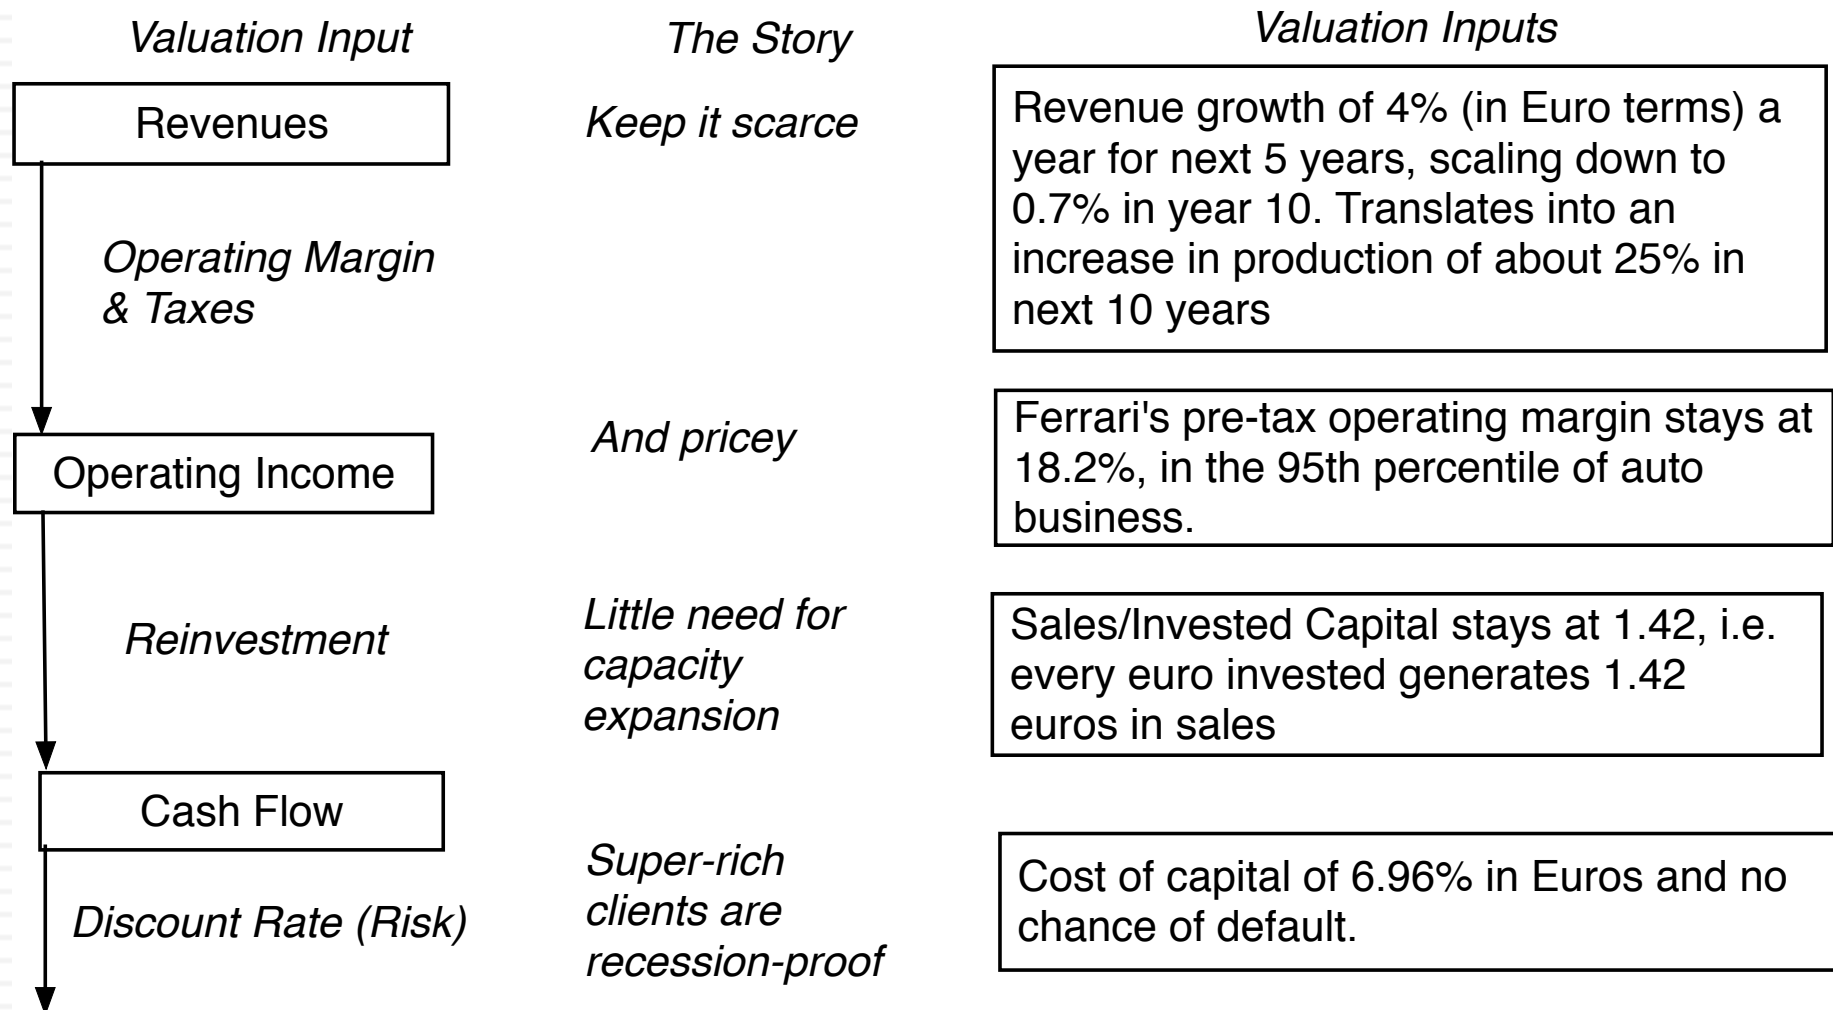 Valuation Input
The Story
Valuation Inputs
Revenues
Keep it scarce
Revenue growth of 4% (in Euro terms) a
year for next 5 years, scaling down to
0.7% in year 10. Translates into an
increase in production of about 25% in
next 10 years
Operating Margin
& Taxes
Operating Income
And pricey
Ferrari's pre-tax operating margin stays at
18.2%, in the 95th percentile of auto
business.
Reinvestment
Little need for
capacity
expansion
Sales/Invested Capital stays at 1.42, i.e.
every euro invested generates 1.42
euros in sales
Cash Flow
Discount Rate (Risk)
Super-rich
clients are
recession-proof
Cost of capital of 6.96% in Euros and no
chance of default.